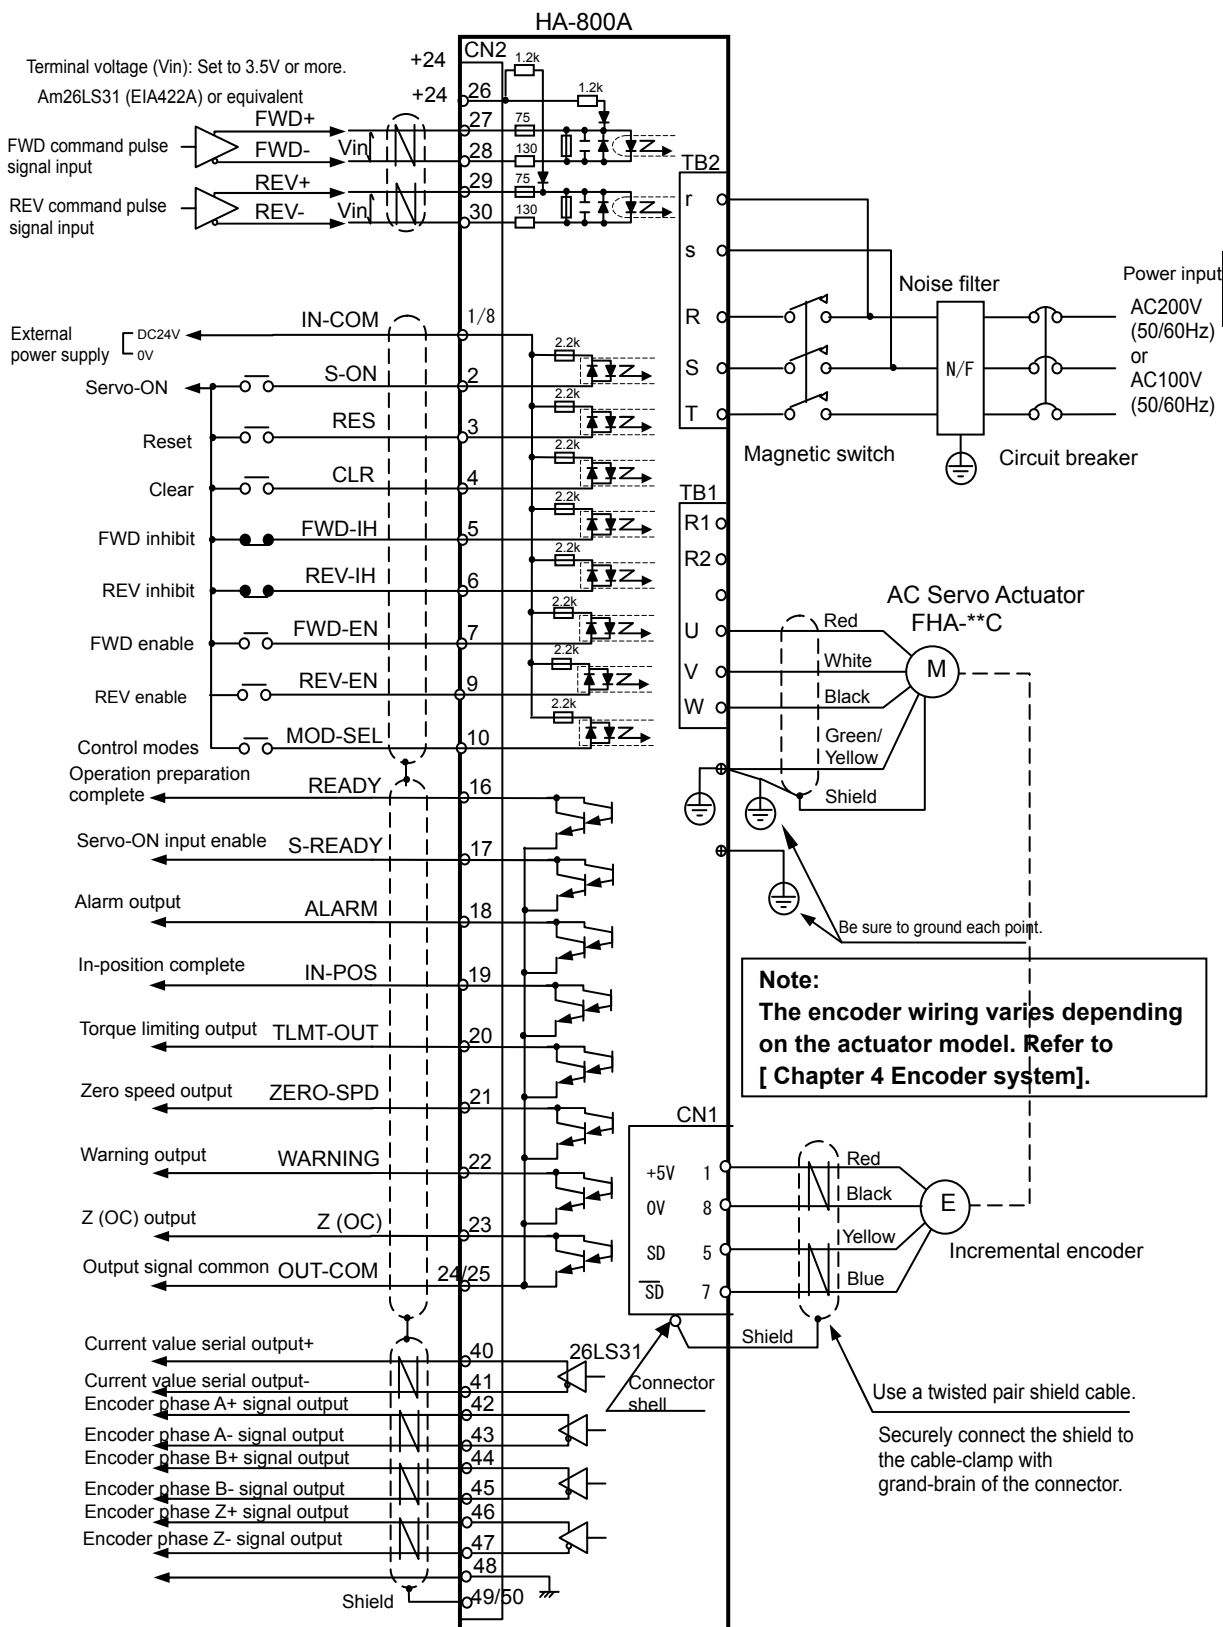 HA-800A
CN2
+24
1.2k
Terminal voltage (Vin): Set to 3.5V or more.
Am26LS31 (EIA422A) or equivalent
+24
26
1.2k
FWD+
27
75
FWD command pulse
signal input
FWD-
Vin
28
130
REV+
29
75
REV command pulse
signal input
REV-
Vin
30
130
TB2
r
s
R
S
T
Noise filter
N/F
Power input
AC200V
(50/60Hz)
or
AC100V
(50/60Hz)
Magnetic switch
Circuit breaker
External
power supply
DC24V
0V
IN-COM
1/8
2.2k
Servo-ON
S-ON
2
2.2k
Reset
RES
3
2.2k
Clear
CLR
4
2.2k
FWD inhibit
FWD-IH
5
2.2k
REV inhibit
REV-IH
6
2.2k
FWD enable
FWD-EN
7
2.2k
REV enable
REV-EN
9
2.2k
Control modes
MOD-SEL
10
TB1
R1
R2
U
V
W
Red
White
Black
Green/
Yellow
Shield
AC Servo Actuator
FHA-**C
M
Be sure to ground each point.
Operation preparation
complete
READY
16
Servo-ON input enable
S-READY
17
Alarm output
ALARM
18
In-position complete
IN-POS
19
Torque limiting output
TLMT-OUT
20
Zero speed output
ZERO-SPD
21
Warning output
WARNING
22
Z (OC) output
Z (OC)
23
Output signal common
OUT-COM
24/25
Note:
The encoder wiring varies depending
on the actuator model. Refer to
[ Chapter 4 Encoder system].
CN1
+5V
1
Red
0V
8
Black
SD
5
Yellow
SD
7
Blue
E
Incremental encoder
Shield
Connector
shell
Use a twisted pair shield cable.
Securely connect the shield to
the cable-clamp with
grand-brain of the connector.
Current value serial output+
40
26LS31
Current value serial output-
41
Encoder phase A+ signal output
42
Encoder phase A- signal output
43
Encoder phase B+ signal output
44
Encoder phase B- signal output
45
Encoder phase Z+ signal output
46
Encoder phase Z- signal output
47
48
Shield
49/50